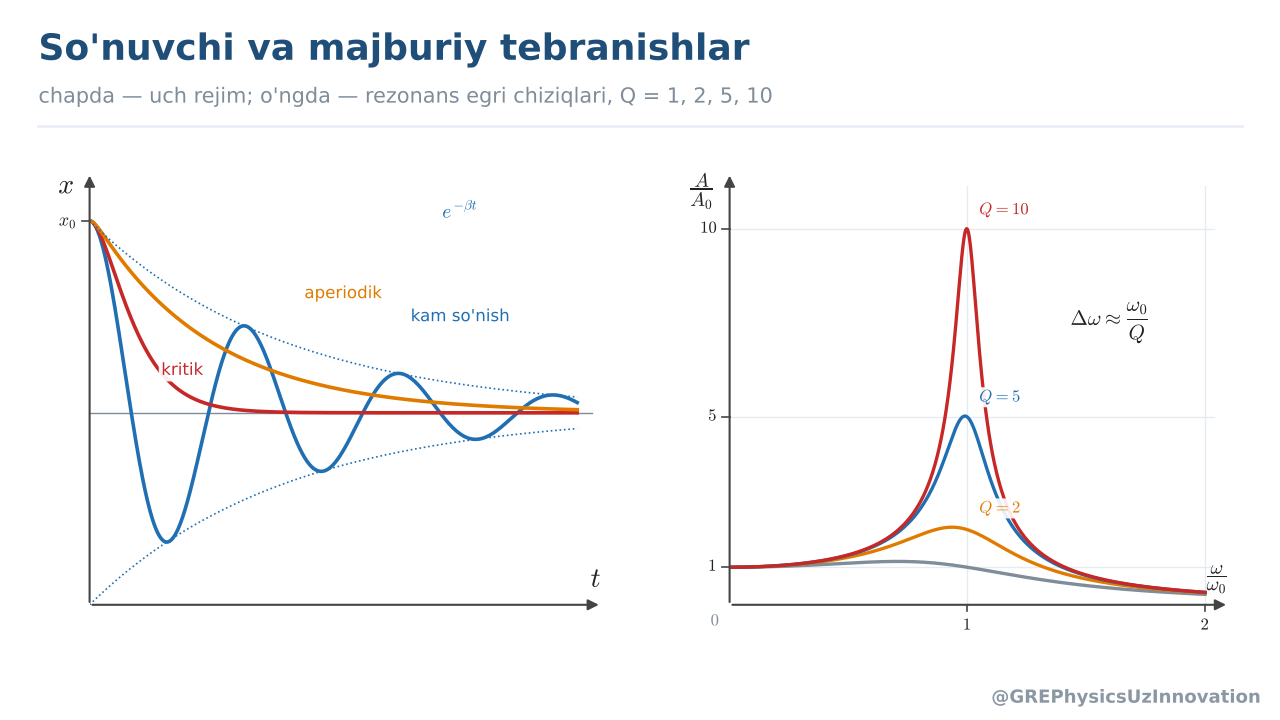 So'nuvchi va majburiy tebranishlar
chapda — uch rejim; o'ngda — rezonans egri chiziqlari, Q = 1, 2, 5, 10
x
x₀
e^{−βt}
aperiodik
kam so'nish
kritik
t
A/A₀
10
5
1
0
1
2
Q = 10
Q = 5
Q = 2
Δω ≈ ω₀/Q
ω/ω₀
@GREPhysicsUzInnovation